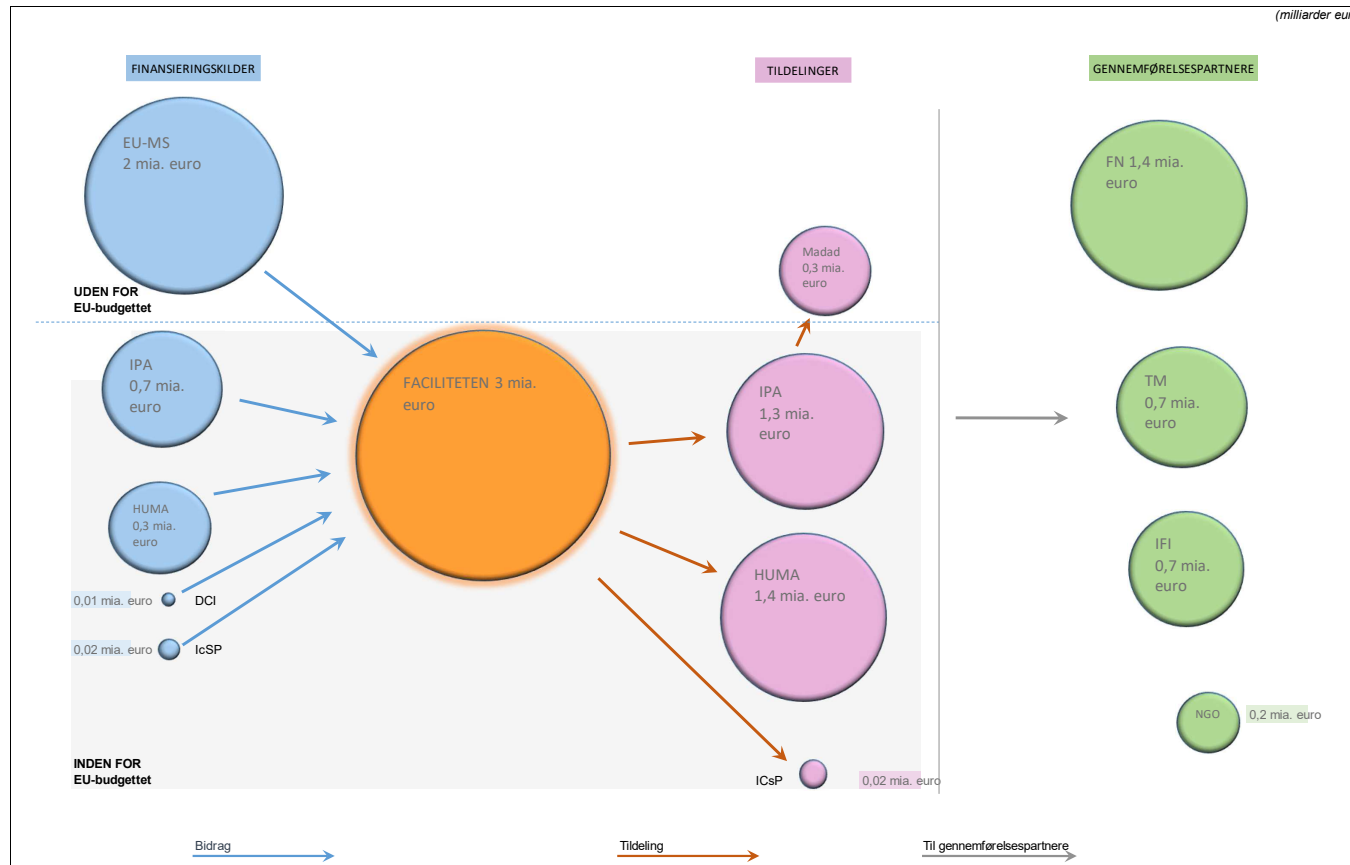 (milliarder eur
FINANSIERINGSKILDER
TILDELINGER
GENNEMFØRELSESPARTNERE
EU-MS
2 mia. euro
FN 1,4 mia.
euro
Madad
0,3 mia.
euro
UDEN FOR
EU-budgettet
IPA
0,7 mia.
euro
FACILITETEN 3 mia.
euro
IPA
1,3 mia.
euro
TM
0,7 mia.
euro
HUMA
0,3 mia.
euro
HUMA
1,4 mia. euro
IFI
0,7 mia.
euro
0,01 mia. euro DCI
0,02 mia. euro IcSP
NGO 0,2 mia. euro
INDEN FOR
EU-budgettet
ICsP 0,02 mia. euro
Bidrag
Tildeling
Til gennemførelsespartnere